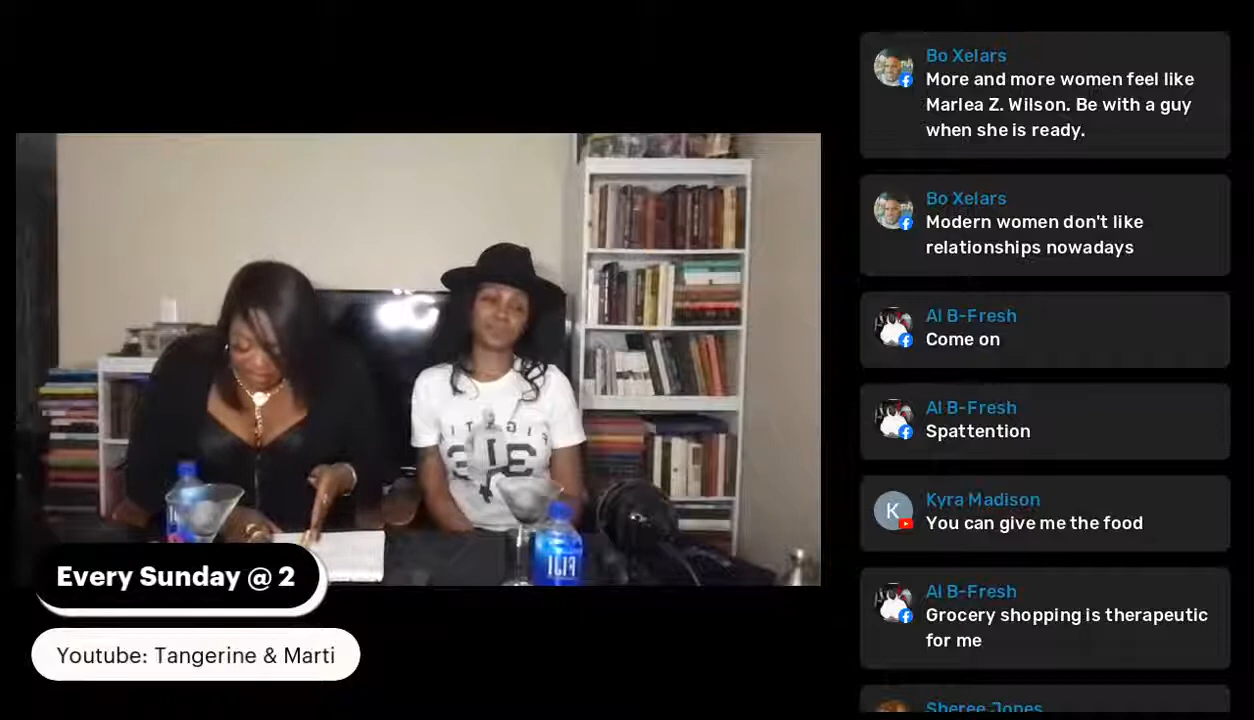 Bo Xelars
More and more women feel like
Marlea Z. Wilson. Be with a guy
when she is ready.
Bo Xelars
Modern women don't like
relationships nowadays
Al B-Fresh
Come on
Al B-Fresh
Spattention
K
Kyra Madison
You can give me the food
Al B-Fresh
Grocery shopping is therapeutic
for me
Sheree Jones
FIJI
Every Sunday @ 2
Youtube: Tangerine & Marti